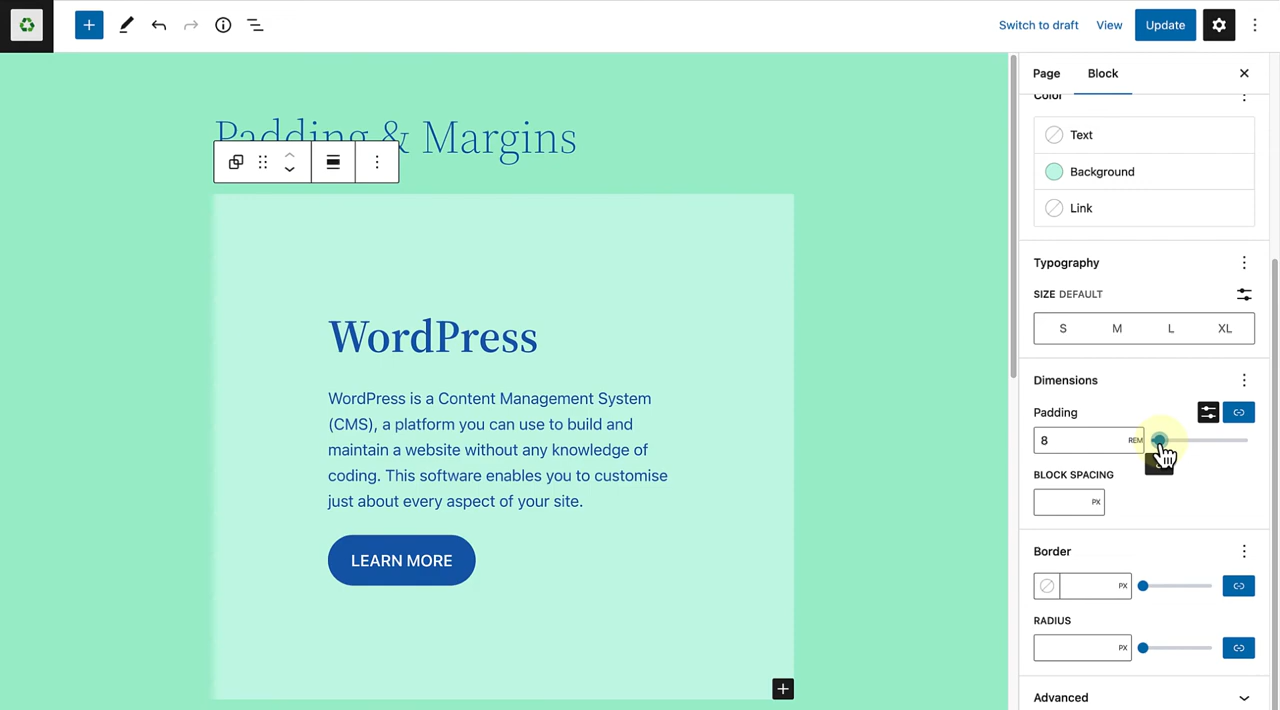 Switch to draft
View
Update
Page
Block
Color
Text
Background
Link
Typography
SIZE DEFAULT
S
M
L
XL
Dimensions
Padding
8
REM
BLOCK SPACING
PX
Border
PX
RADIUS
PX
Advanced
Padding & Margins
WordPress
WordPress is a Content Management System
(CMS), a platform you can use to build and
maintain a website without any knowledge of
coding. This software enables you to customise
just about every aspect of your site.
LEARN MORE